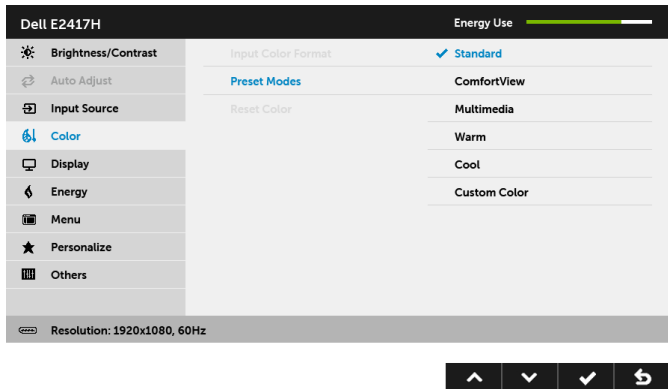 Dell E2417H
Energy Use
Brightness/Contrast
Input Color Format
Standard
Auto Adjust
Preset Modes
ComfortView
Input Source
Reset Color
Multimedia
Color
Warm
Display
Cool
Energy
Custom Color
Menu
Personalize
Others
Resolution: 1920x1080, 60Hz